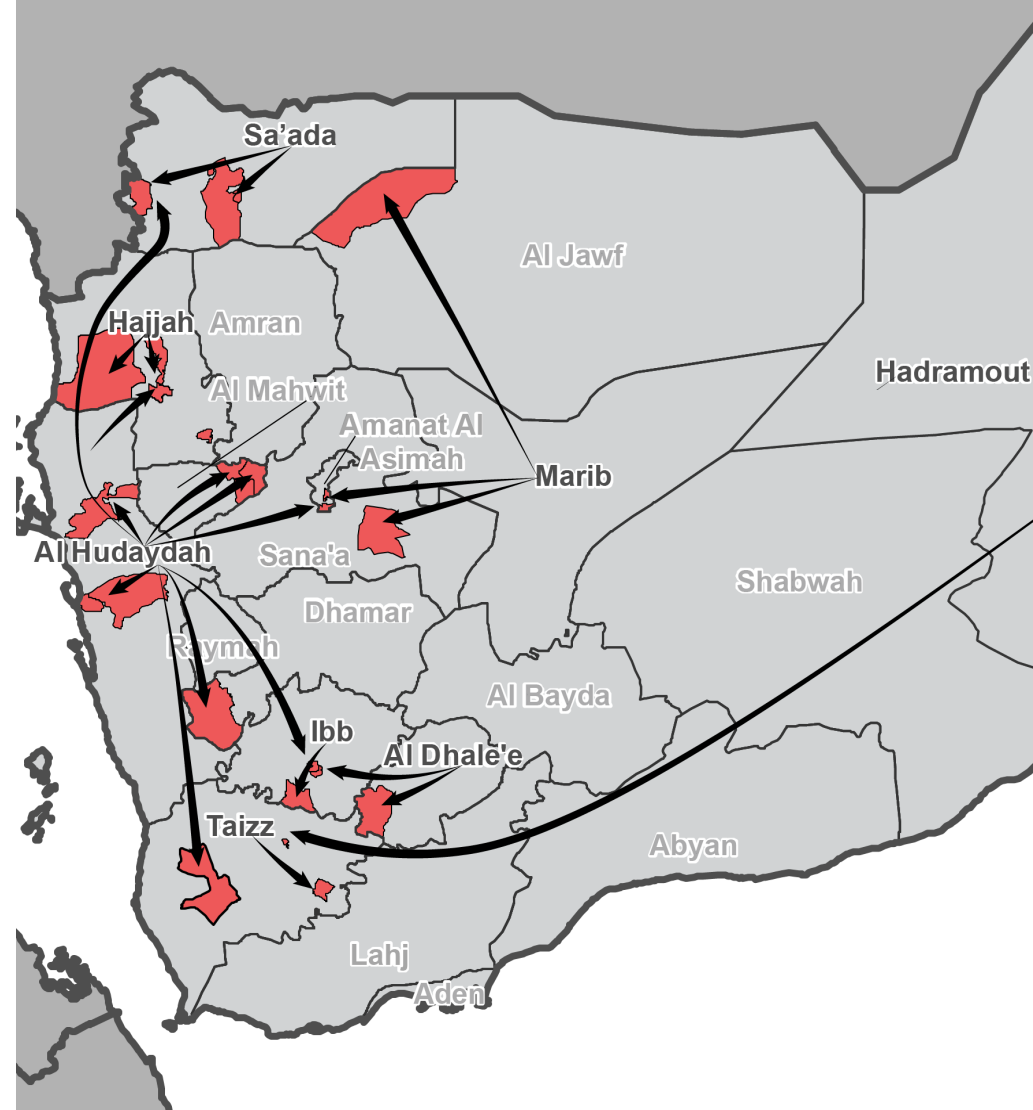 Sa'ada
Al Jawf
Hajjah
Amran
Hadramout
Al Mahwit
Amanat Al
Asimah
Marib
Al Hudaydah
Sana'a
Shabwah
Dhamar
Raymah
Al Bayda
Ibb
Al Dhale'e
Taizz
Abyan
Lahj
Aden